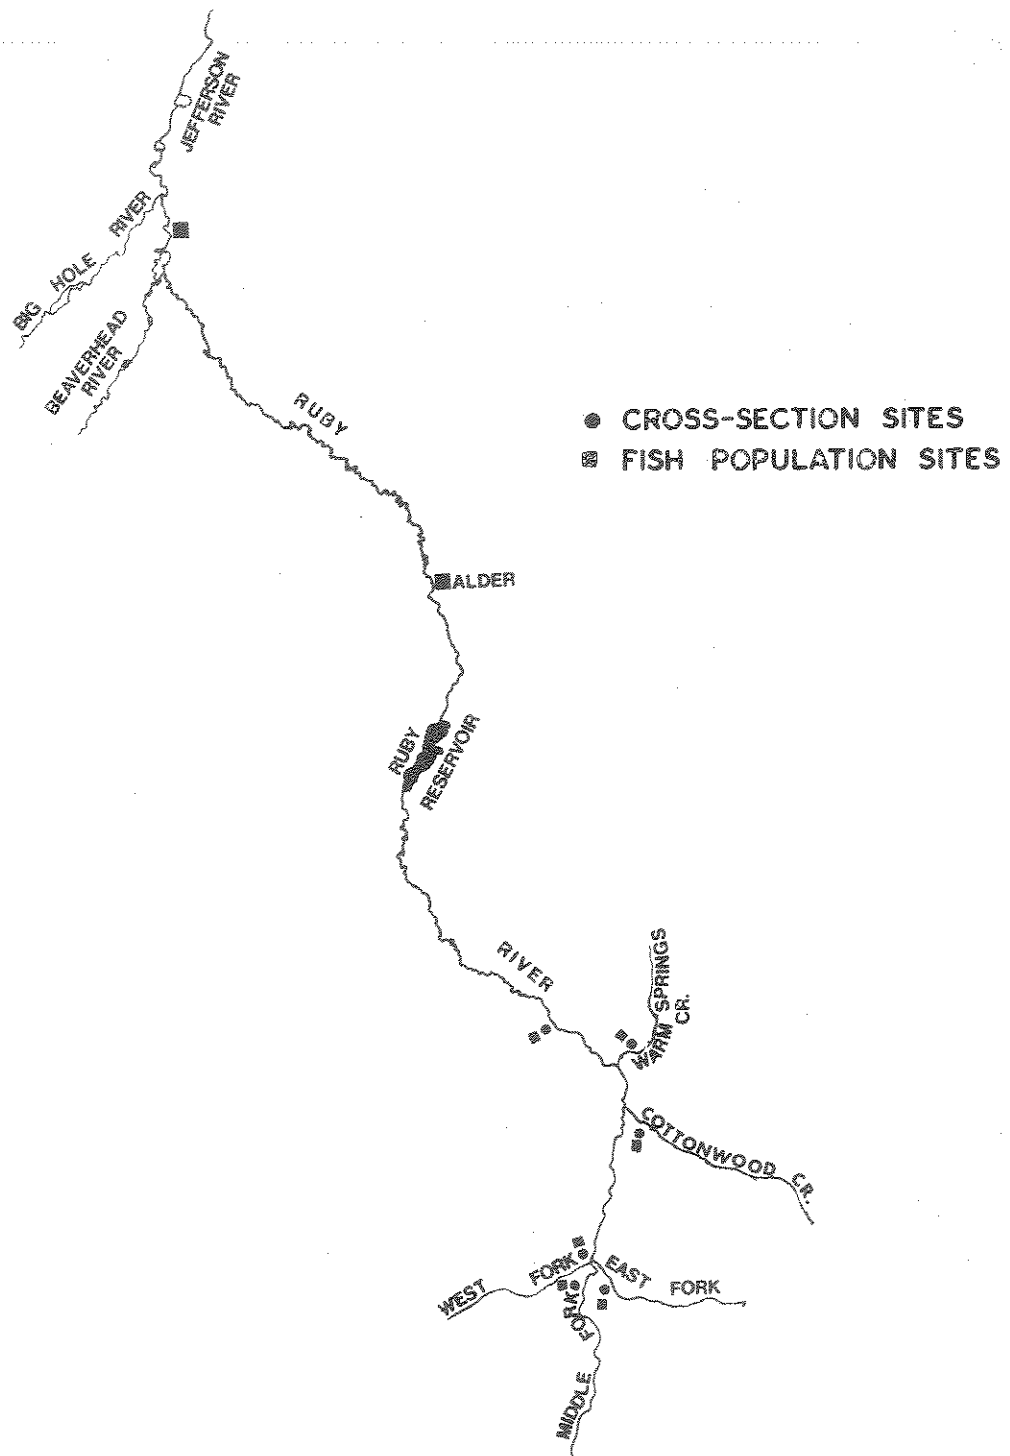 JEFFERSON
RIVER
BIG HOLE RIVER
BEAVERHEAD
RIVER
RUBY
CROSS-SECTION SITES
FISH POPULATION SITES
ALDER
RUBY
RESERVOIR
RIVER
WARM SPRINGS
CR.
COTTONWOOD CR.
WEST FORK
EAST FORK
MIDDLE FORK